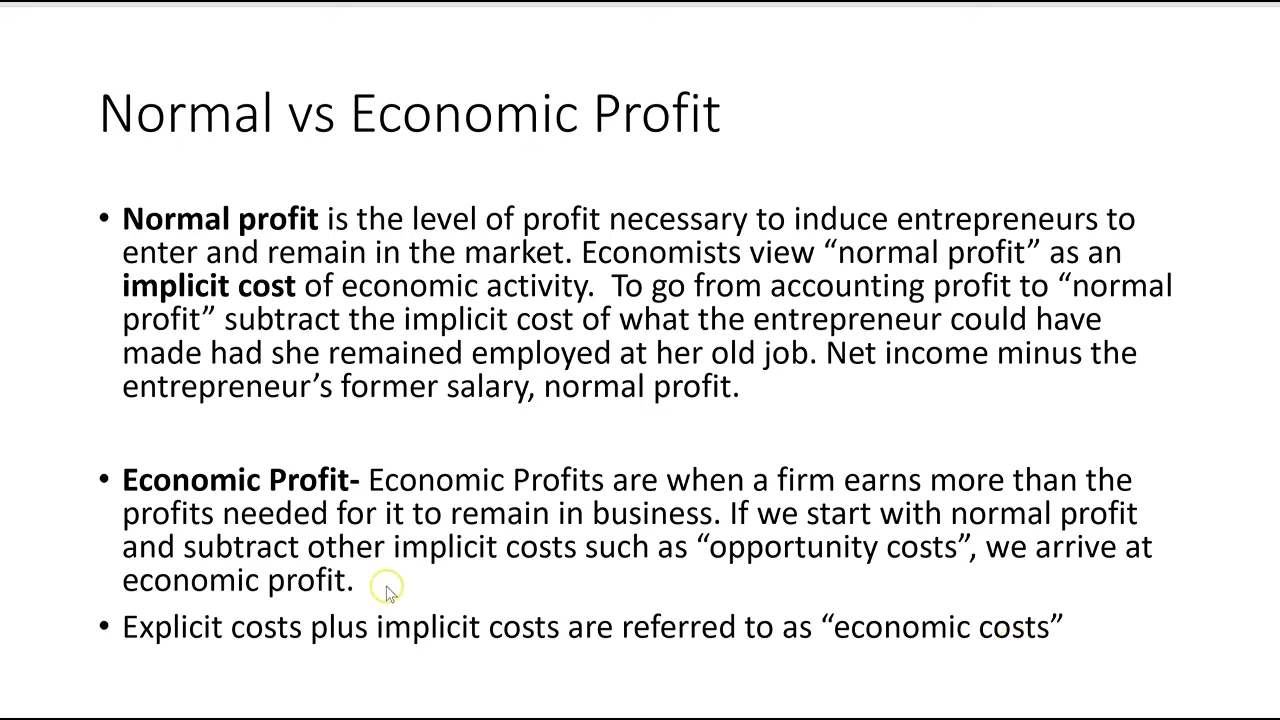 Normal vs Economic Profit
• Normal profit is the level of profit necessary to induce entrepreneurs to
enter and remain in the market. Economists view “normal profit” as an
implicit cost of economic activity.  To go from accounting profit to “normal
profit” subtract the implicit cost of what the entrepreneur could have
made had she remained employed at her old job. Net income minus the
entrepreneur’s former salary, normal profit.
• Economic Profit- Economic Profits are when a firm earns more than the
profits needed for it to remain in business. If we start with normal profit
and subtract other implicit costs such as “opportunity costs”, we arrive at
economic profit.
• Explicit costs plus implicit costs are referred to as “economic costs”